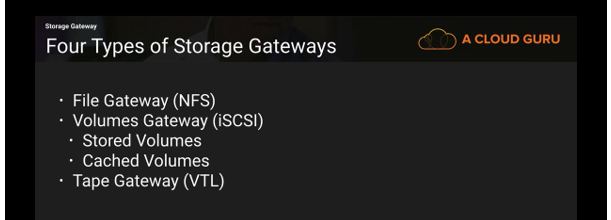 Storage Gateway
Four Types of Storage Gateways
A CLOUD GURU
• File Gateway (NFS)
• Volumes Gateway (iSCSI)
• Stored Volumes
• Cached Volumes
• Tape Gateway (VTL)